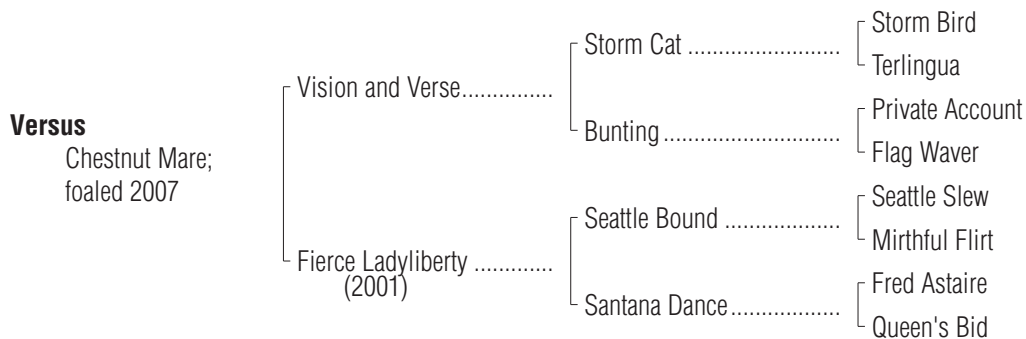 Storm Bird
Storm Cat ........................
Terlingua
Vision and Verse...............
Private Account
Bunting ............................
Flag Waver
Versus
Chestnut Mare;
foaled 2007
Seattle Slew
Seattle Bound ..................
Mirthful Flirt
Fierce Ladyliberty .............
(2001)
Fred Astaire
Santana Dance.................
Queen's Bid